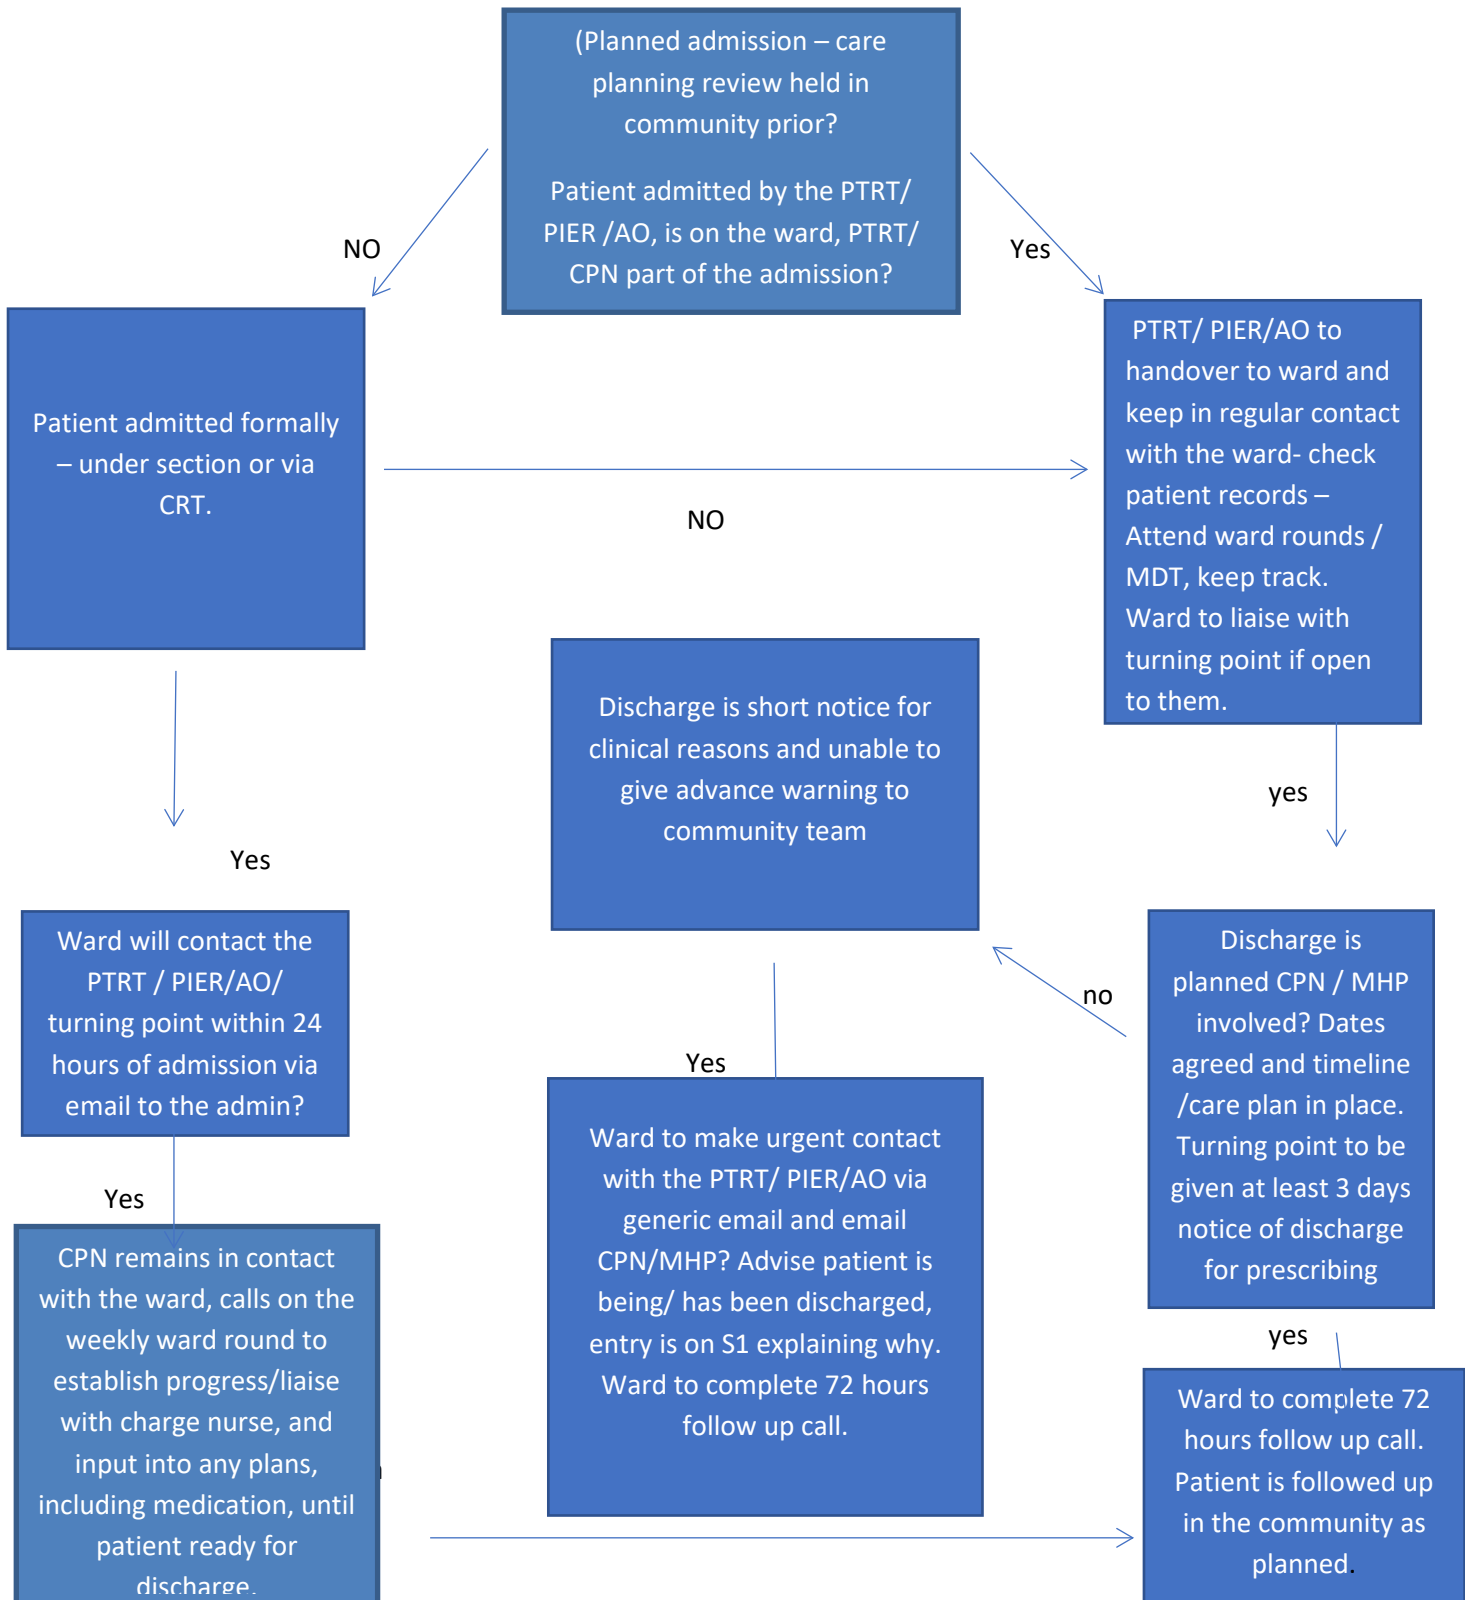 (Planned admission – care
planning review held in
community prior?
Patient admitted by the PTRT/
PIER /AO, is on the ward, PTRT/
CPN part of the admission?
NO
Yes
Patient admitted formally
– under section or via
CRT.
NO
PTRT/ PIER/AO to
handover to ward and
keep in regular contact
with the ward- check
patient records –
Attend ward rounds /
MDT, keep track.
Ward to liaise with
turning point if open
to them.
Discharge is short notice for
clinical reasons and unable to
give advance warning to
community team
yes
Yes
Ward will contact the
PTRT / PIER/AO/
turning point within 24
hours of admission via
email to the admin?
no
Discharge is
planned CPN / MHP
involved? Dates
agreed and timeline
/care plan in place.
Turning point to be
given at least 3 days
notice of discharge
for prescribing
Yes
Ward to make urgent contact
with the PTRT/ PIER/AO via
generic email and email
CPN/MHP? Advise patient is
being/ has been discharged,
entry is on S1 explaining why.
Ward to complete 72 hours
follow up call.
Yes
CPN remains in contact
with the ward, calls on the
weekly ward round to
establish progress/liaise
with charge nurse, and
input into any plans,
including medication, until
patient ready for
discharge.
yes
Ward to complete 72
hours follow up call.
Patient is followed up
in the community as
planned.